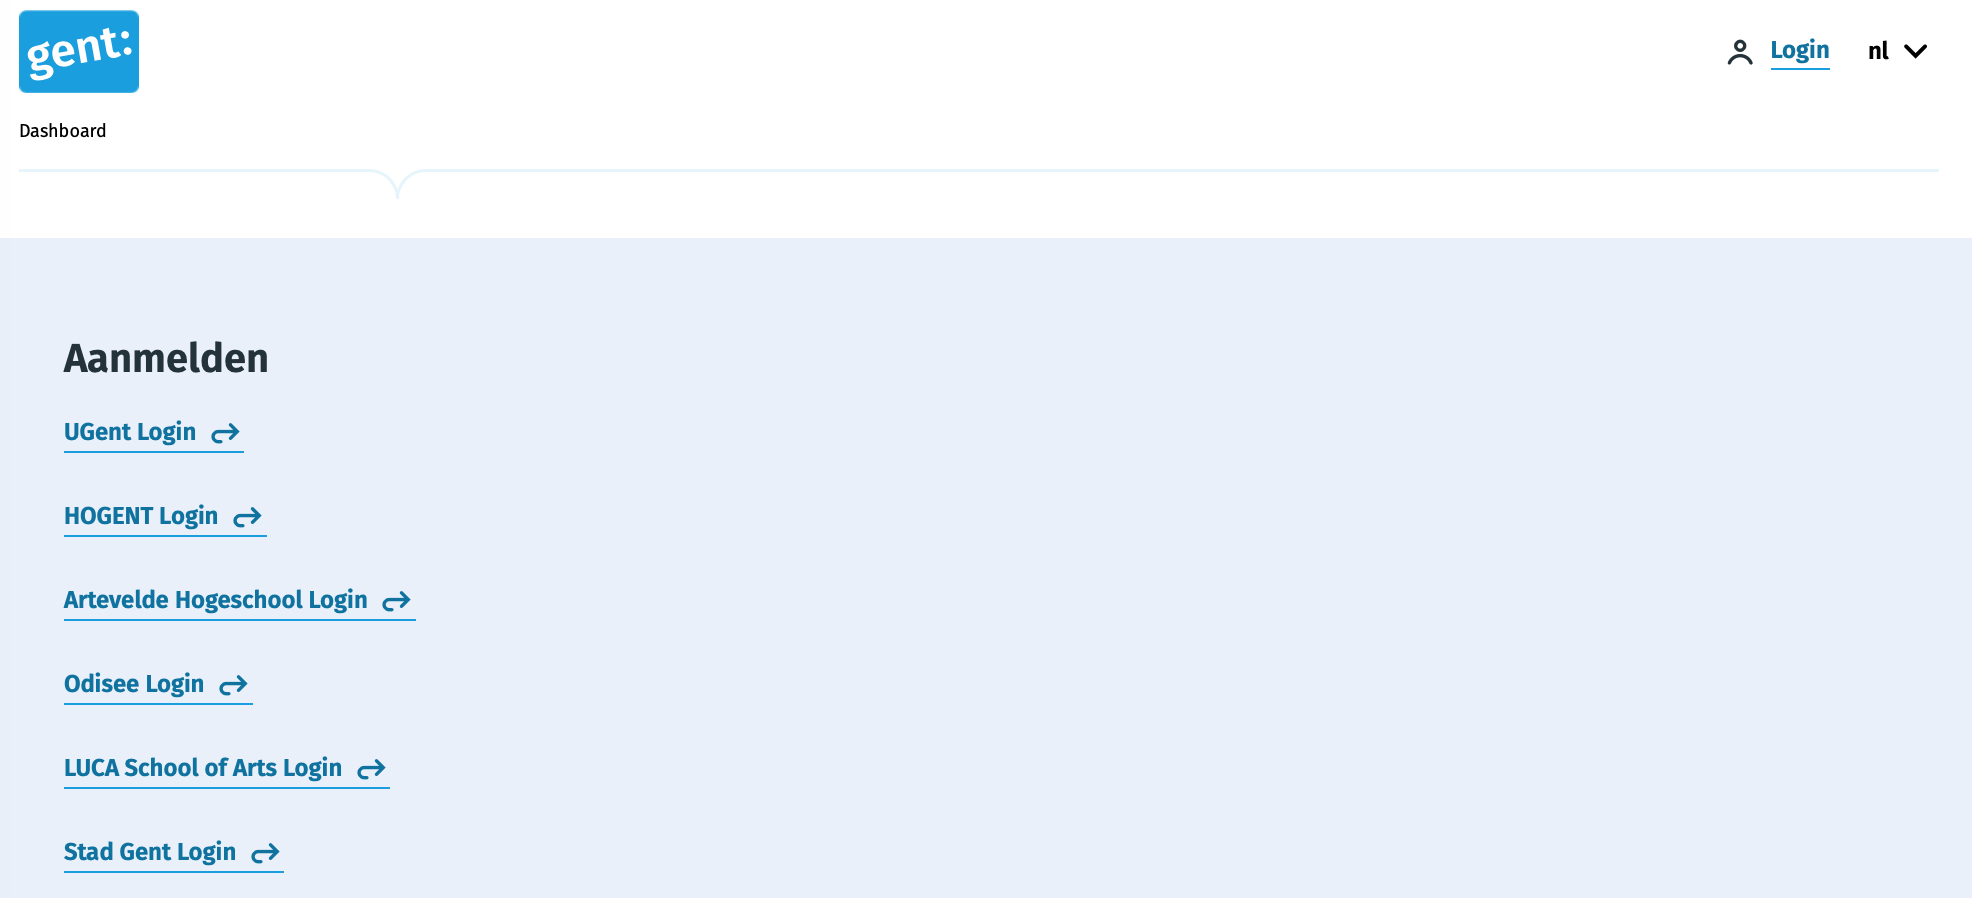 gent:
Login nl
Dashboard
Aanmelden
UGent Login
HOGENT Login
Artevelde Hogeschool Login
Odisee Login
LUCA School of Arts Login
Stad Gent Login